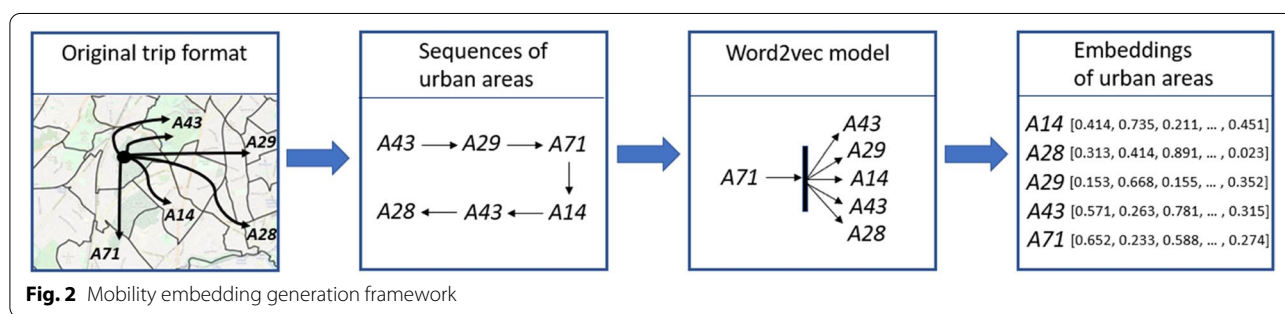 Original trip format
A43
A29
A14
A28
A71
Sequences of
urban areas
A43 → A29 → A71
A28 ← A43 ← A14
Word2vec model
A43
A29
A71 → A14
A43
A28
Embeddings
of urban areas
A14 [0.414, 0.735, 0.211, ... , 0.451]
A28 [0.313, 0.414, 0.891, ... , 0.023]
A29 [0.153, 0.668, 0.155, ... , 0.352]
A43 [0.571, 0.263, 0.781, ... , 0.315]
A71 [0.652, 0.233, 0.588, ... , 0.274]
Fig. 2 Mobility embedding generation framework